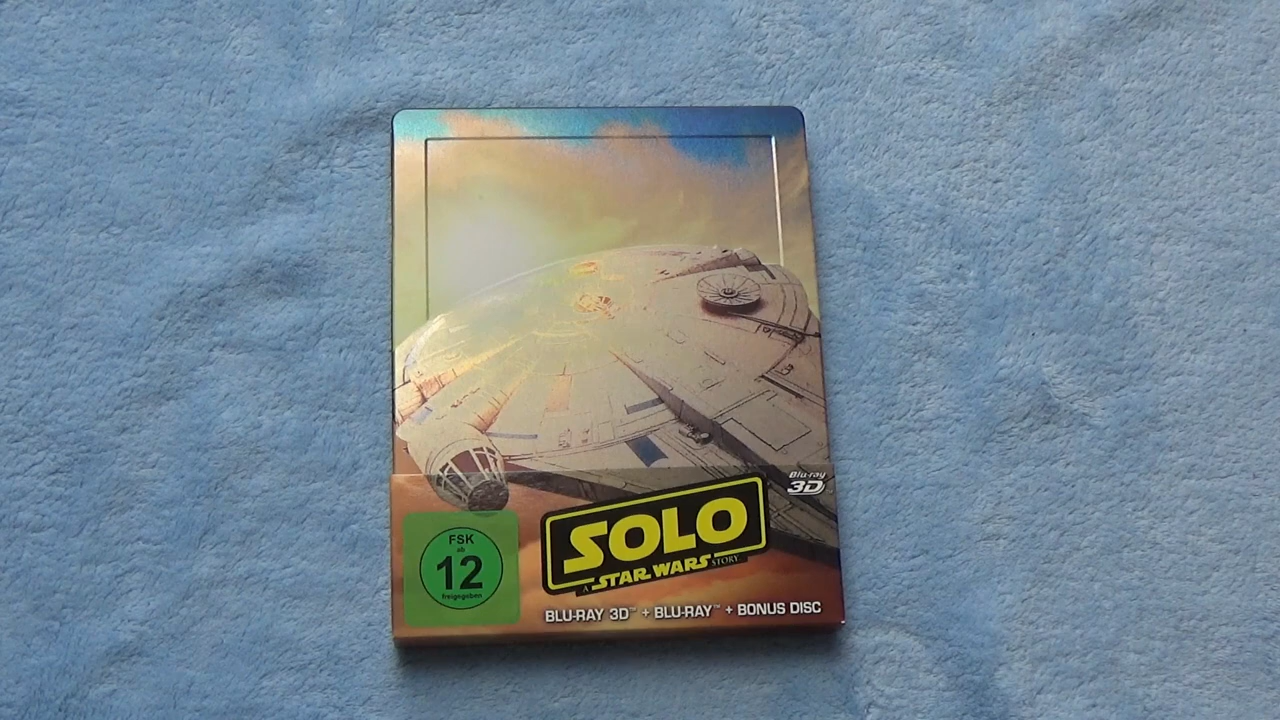 Blu-ray
3D
SOLO
A STAR WARS STORY
FSK
ab
12
freigegeben
BLU-RAY 3D™ + BLU-RAY™ + BONUS DISC